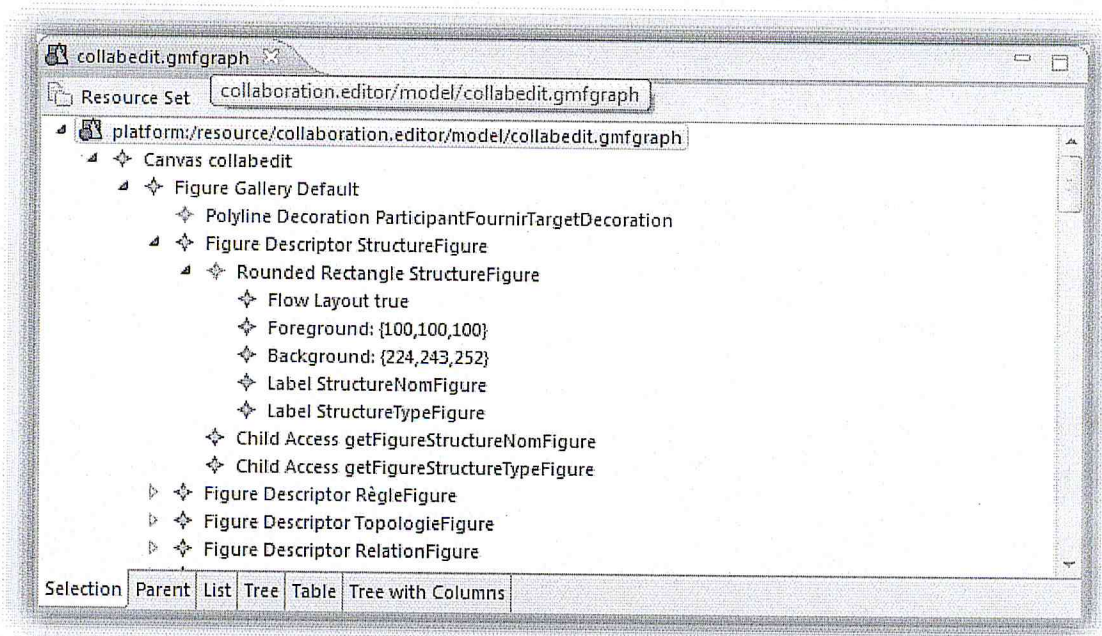 collabedit.gmfgraph
Resource Set
collaboration.editor/model/collabedit.gmfgraph
platform:/resource/collaboration.editor/model/collabedit.gmfgraph
Canvas collabedit
Figure Gallery Default
Polyline Decoration ParticipantFournirTargetDecoration
Figure Descriptor StructureFigure
Rounded Rectangle StructureFigure
Flow Layout true
Foreground: {100,100,100}
Background: {224,243,252}
Label StructureNomFigure
Label StructureTypeFigure
Child Access getFigureStructureNomFigure
Child Access getFigureStructureTypeFigure
Figure Descriptor RègleFigure
Figure Descriptor TopologieFigure
Figure Descriptor RelationFigure
Selection Parent List Tree Table Tree with Columns